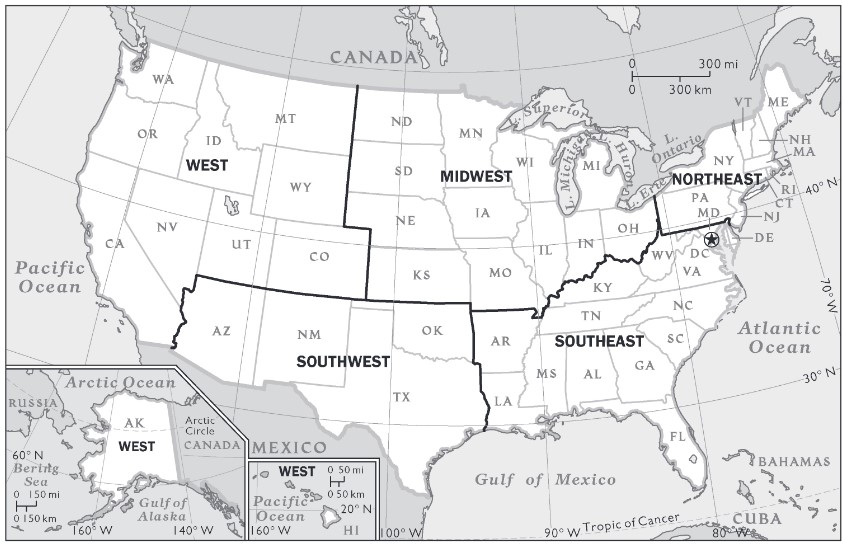 CANADA
0 300 mi
0 300 km
WA
MT
ND
MN
L. Superior
VT
ME
OR
ID
WEST
SD
MIDWEST
WI
L. Michigan
MI
L. Huron
L.
Ontario
L. Erie
NY
NH
MA
NORTHEAST
WY
IA
PA
RI
CT
40° N
NE
MD
NJ
NV
UT
CO
CA
IL
IN
OH
WV
DC
DE
VA
KS
MO
KY
Pacific
Ocean
70° W
NC
TN
AZ
NM
OK
AR
SOUTHEAST
SC
Atlantic
Ocean
SOUTHWEST
MS
AL
GA
TX
LA
30° N
FL
Arctic Ocean
RUSSIA
AK
WEST
Arctic
Circle
CANADA
60° N
Bering
Sea
0 150 mi
0 150 km
Gulf of
Alaska
160° W
140° W
MEXICO
WEST
0 50 mi
0 50 km
Pacific
Ocean
20° N
160° W
HI
Gulf of Mexico
BAHAMAS
CUBA
Tropic of Cancer
100° W
90° W
80° W